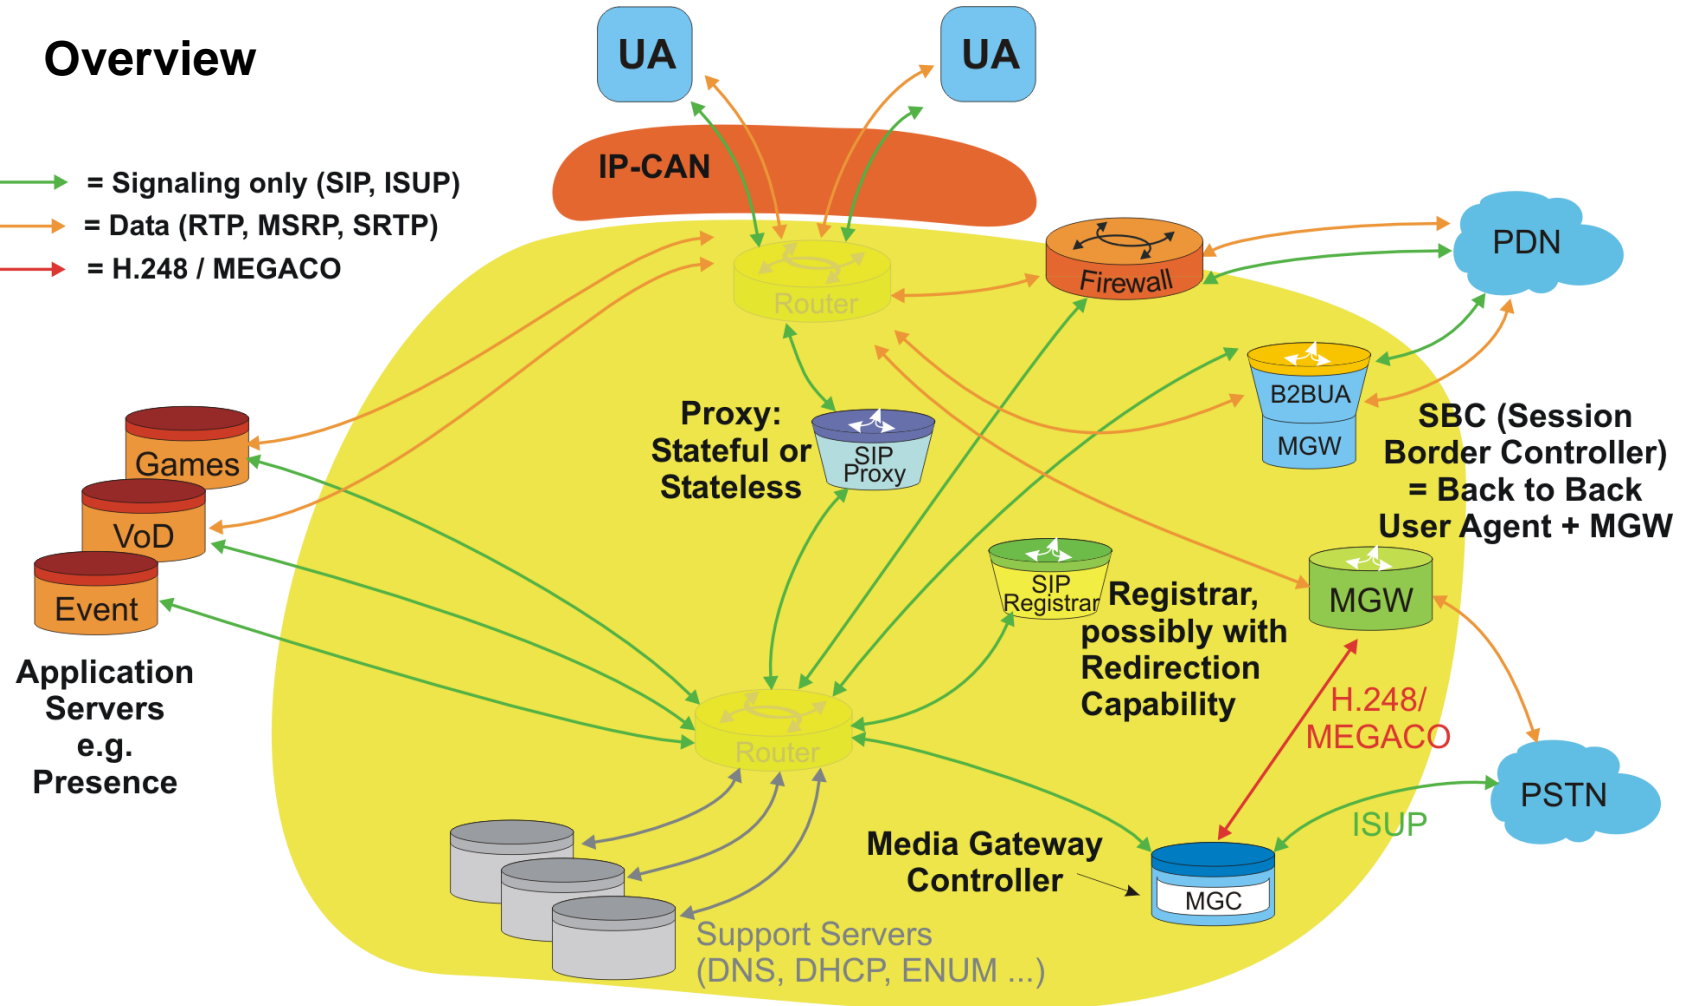 Overview
UA
UA
IP-CAN
= Signaling only (SIP, ISUP)
= Data (RTP, MSRP, SRTP)
= H.248 / MEGACO
Router
Firewall
PDN
Proxy:
Stateful or
Stateless
SIP
Proxy
B2BUA
MGW
SBC (Session
Border Controller)
= Back to Back
User Agent + MGW
Games
VoD
Event
Application
Servers
e.g.
Presence
SIP
Registrar
Registrar,
possibly with
Redirection
Capability
MGW
H.248/
MEGACO
Router
PSTN
ISUP
Media Gateway
Controller
MGC
Support Servers
(DNS, DHCP, ENUM ...)